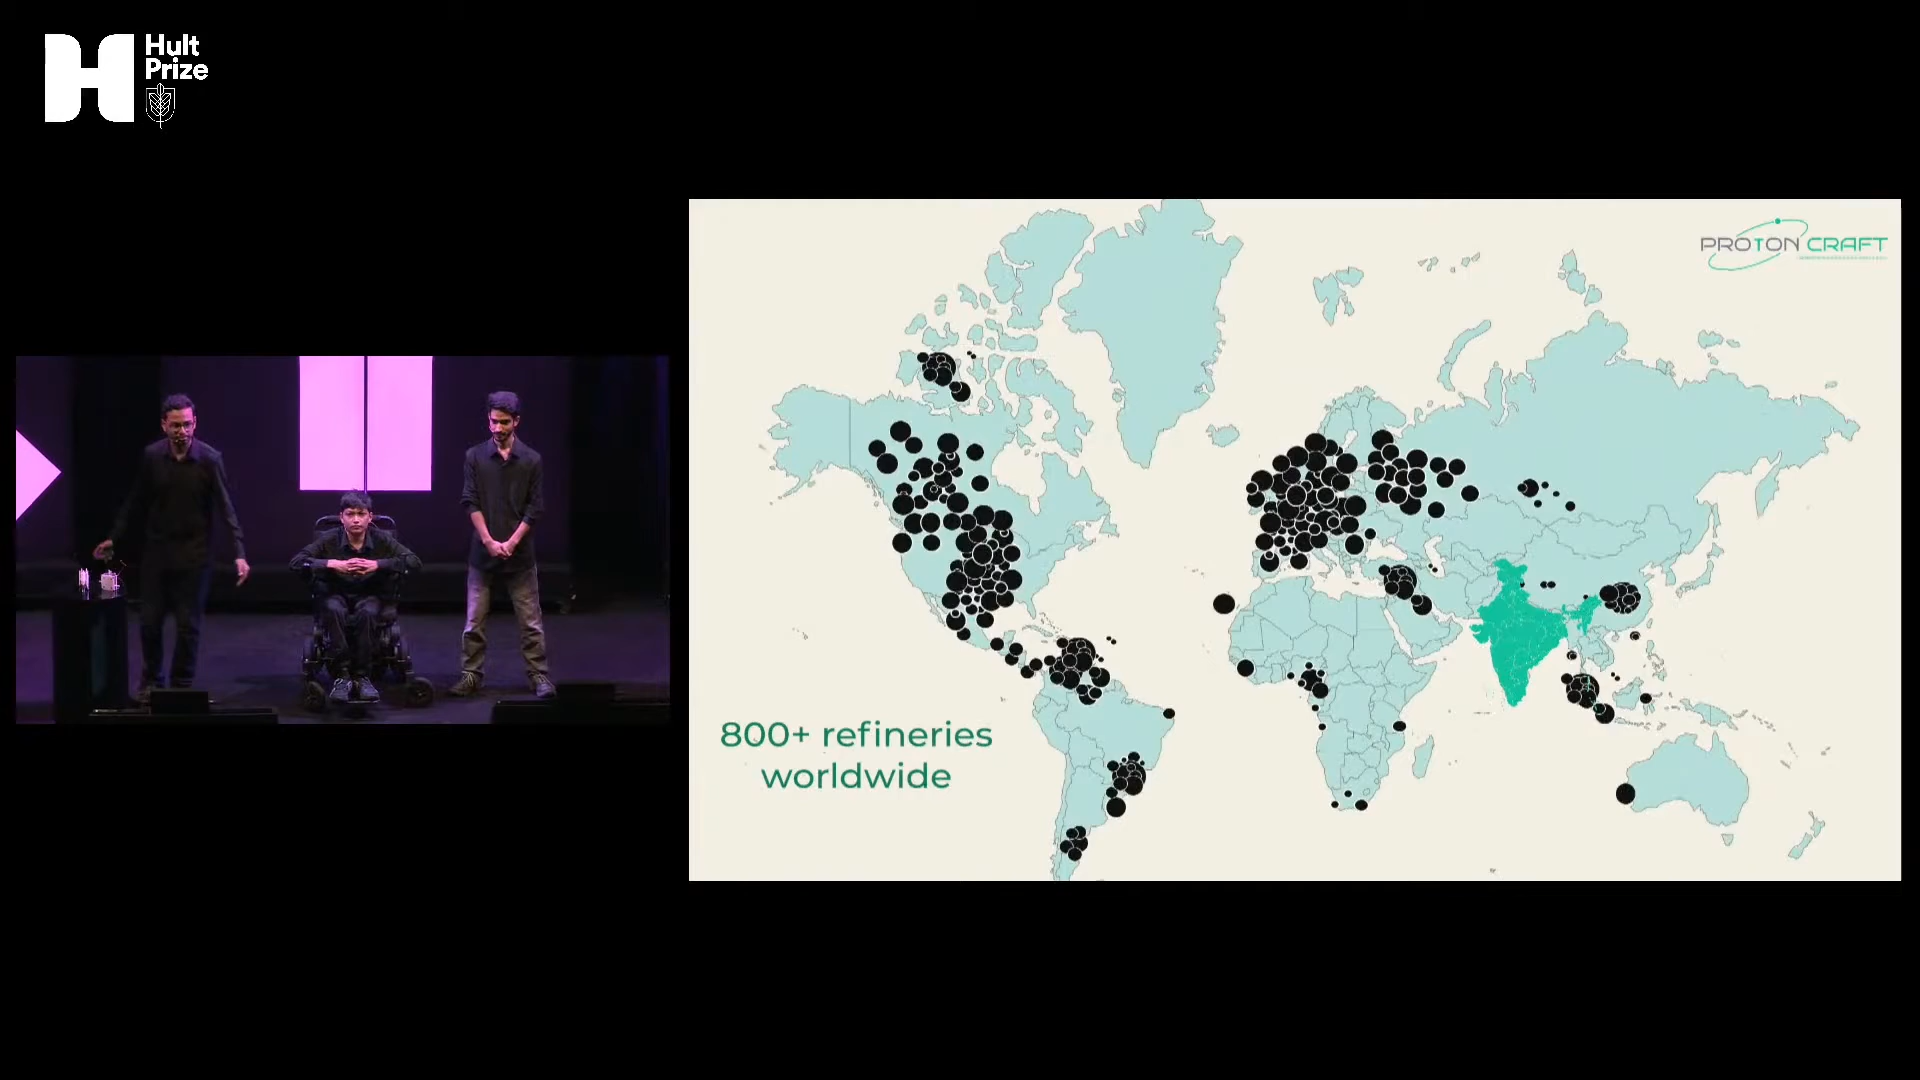 Hult
Prize
PROTON CRAFT
800+ refineries
worldwide